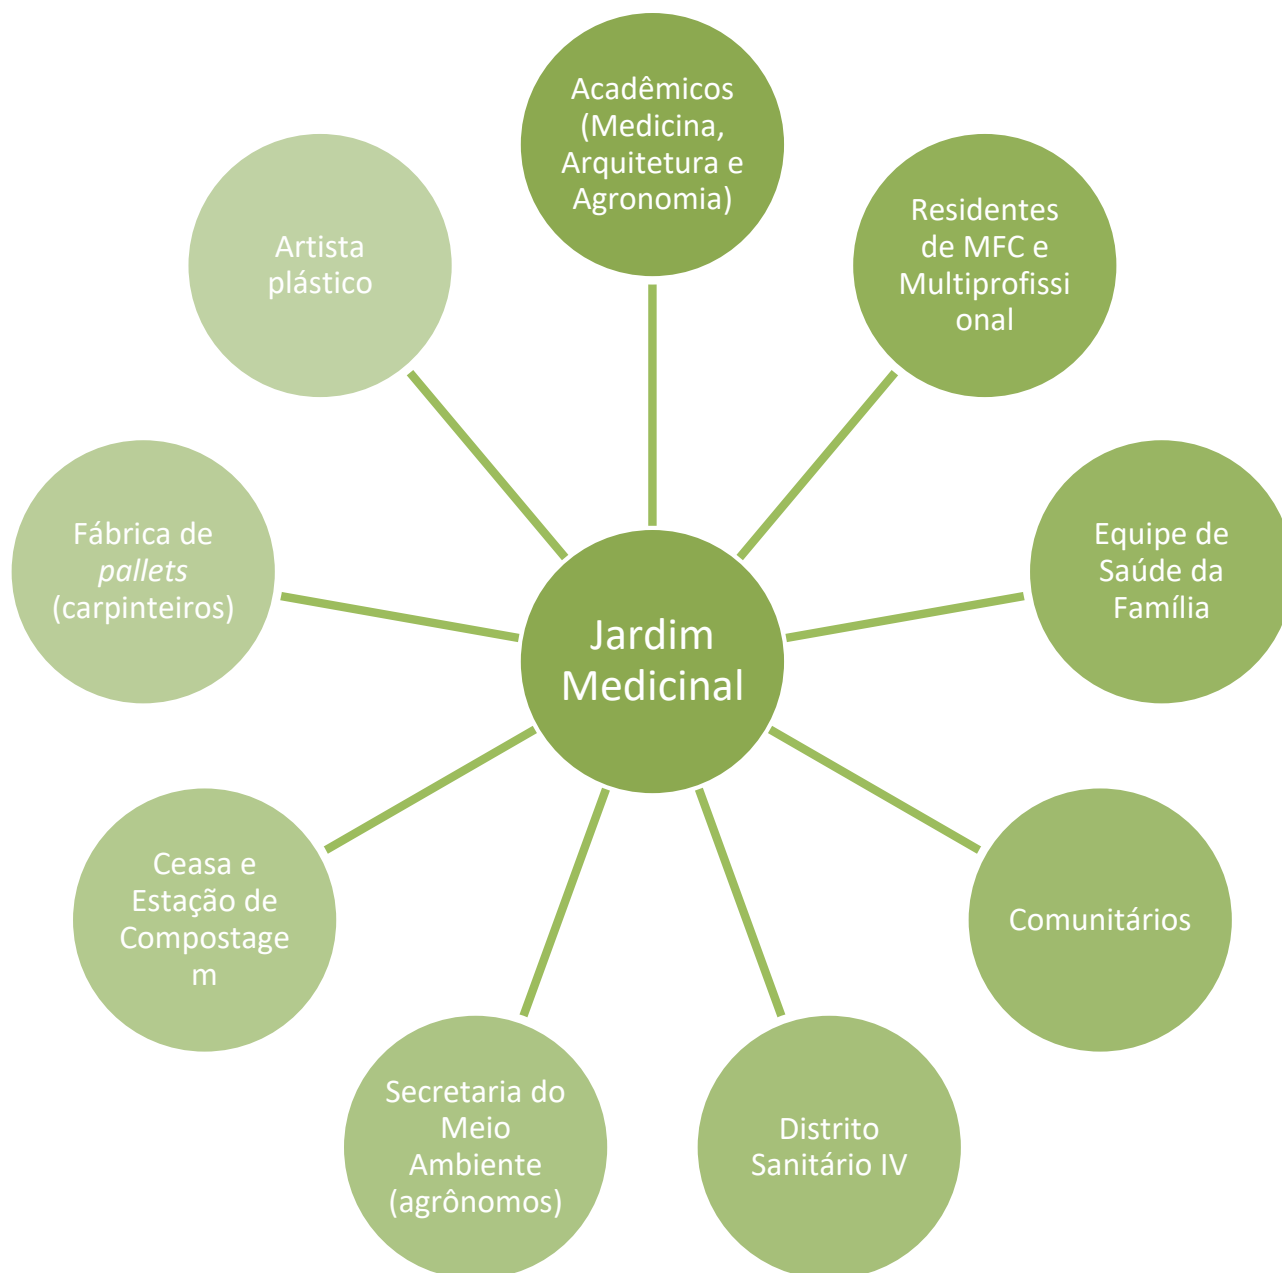 Acadêmicos
(Medicina,
Arquitetura e
Agronomia)
Residentes
de MFC e
Multiprofissi
onal
Equipe de
Saúde da
Família
Comunitários
Distrito
Sanitário IV
Secretaria do
Meio
Ambiente
(agrônomos)
Ceasa e
Estação de
Compostage
m
Fábrica de
pallets
(carpinteiros)
Artista
plástico
Jardim
Medicinal